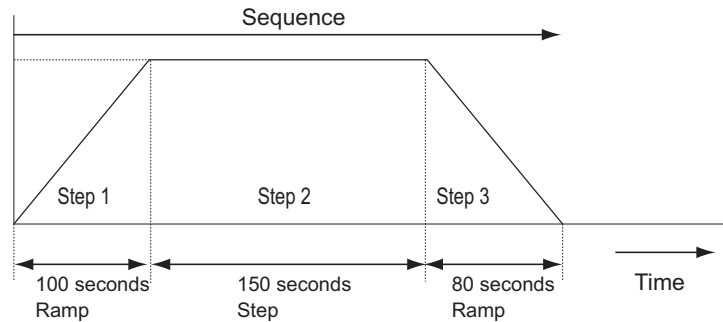 Sequence
Step 1
Step 2
Step 3
100 seconds
Ramp
150 seconds
Step
80 seconds
Ramp
Time